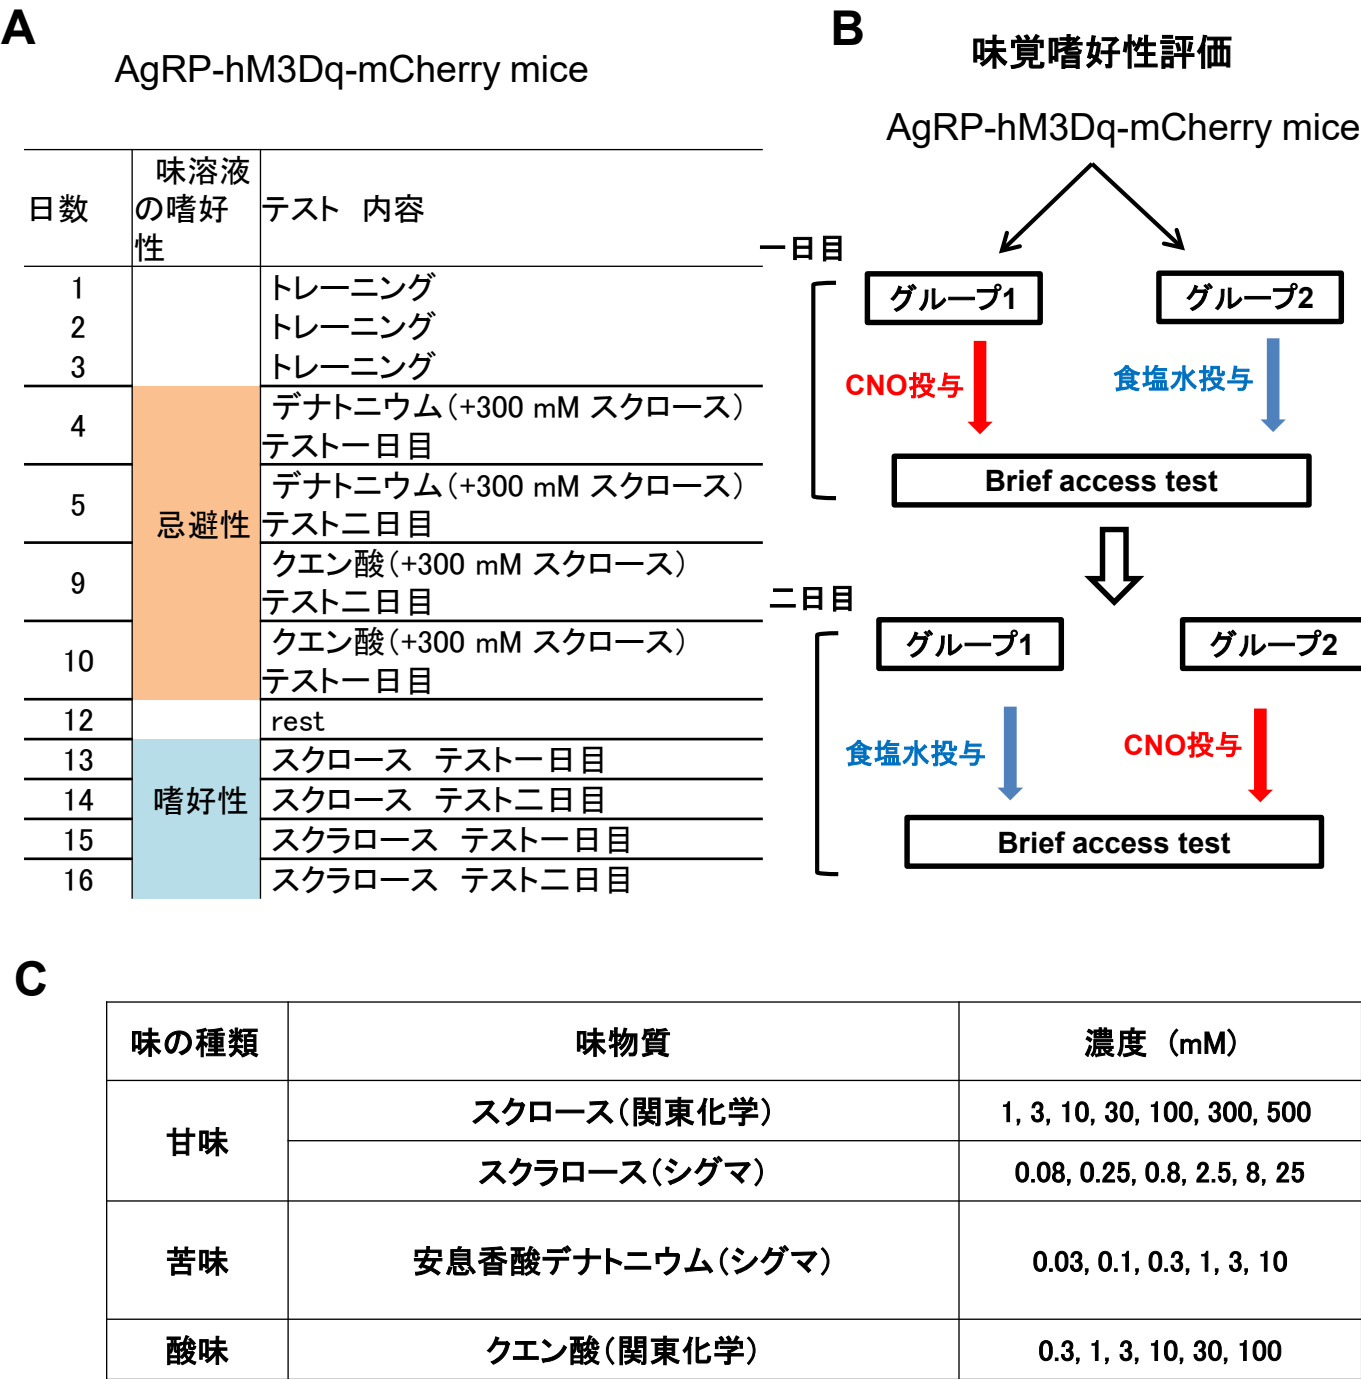 A
AgRP-hM3Dq-mCherry mice
日数
味溶液
の嗜好
性
テスト 内容
1
トレーニング
2
トレーニング
3
トレーニング
4
デナトニウム(+300 mM スクロース)
テスト一日目
5
デナトニウム(+300 mM スクロース)
テスト二日目
忌避性
9
クエン酸(+300 mM スクロース)
テスト二日目
10
クエン酸(+300 mM スクロース)
テスト一日目
12
rest
13
スクロース テスト一日目
14
嗜好性
スクロース テスト二日目
15
スクラロース テスト一日目
16
スクラロース テスト二日目
B
味覚嗜好性評価
AgRP-hM3Dq-mCherry mice
一日目
グループ1
グループ2
CNO投与
食塩水投与
Brief access test
二日目
グループ1
グループ2
食塩水投与
CNO投与
Brief access test
C
味の種類
味物質
濃度 (mM)
甘味
スクロース(関東化学)
1, 3, 10, 30, 100, 300, 500
スクラロース(シグマ)
0.08, 0.25, 0.8, 2.5, 8, 25
苦味
安息香酸デナトニウム(シグマ)
0.03, 0.1, 0.3, 1, 3, 10
酸味
クエン酸(関東化学)
0.3, 1, 3, 10, 30, 100